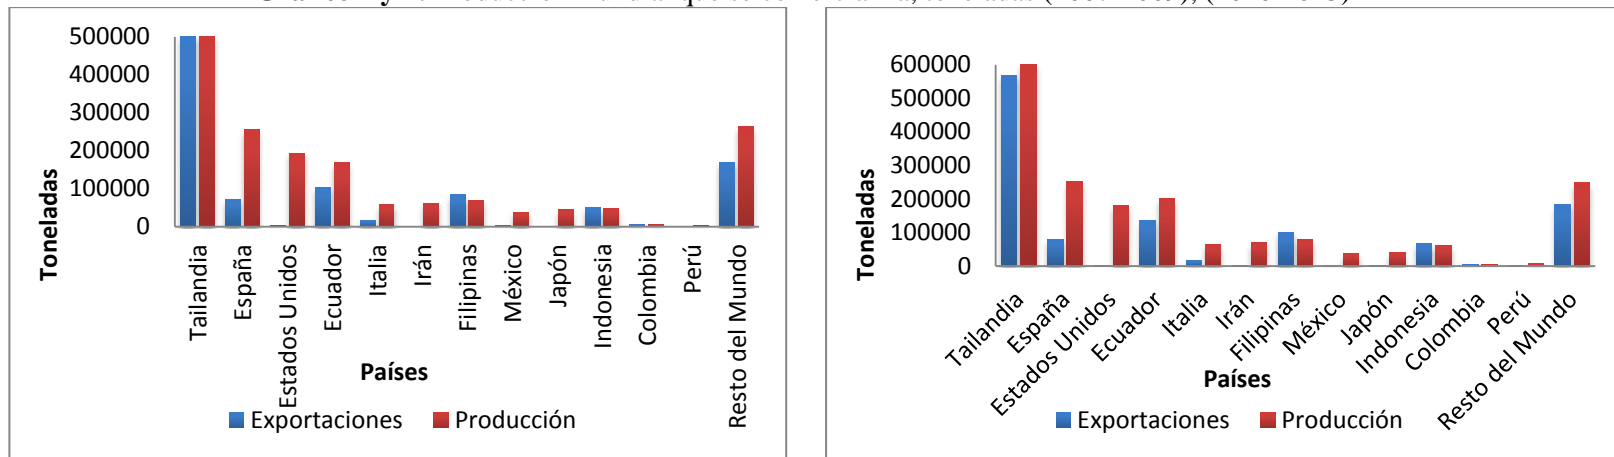 500000
400000
300000
200000
100000
0
Toneladas
Tailandia
España
Estados Unidos
Ecuador
Italia
Irán
Filipinas
México
Japón
Indonesia
Colombia
Perú
Resto del Mundo
Países
Exportaciones
Producción
600000
500000
400000
300000
200000
100000
0
Toneladas
Tailandia
España
Estados Unidos
Ecuador
Italia
Irán
Filipinas
México
Japón
Indonesia
Colombia
Perú
Resto del Mundo
Países
Exportaciones
Producción